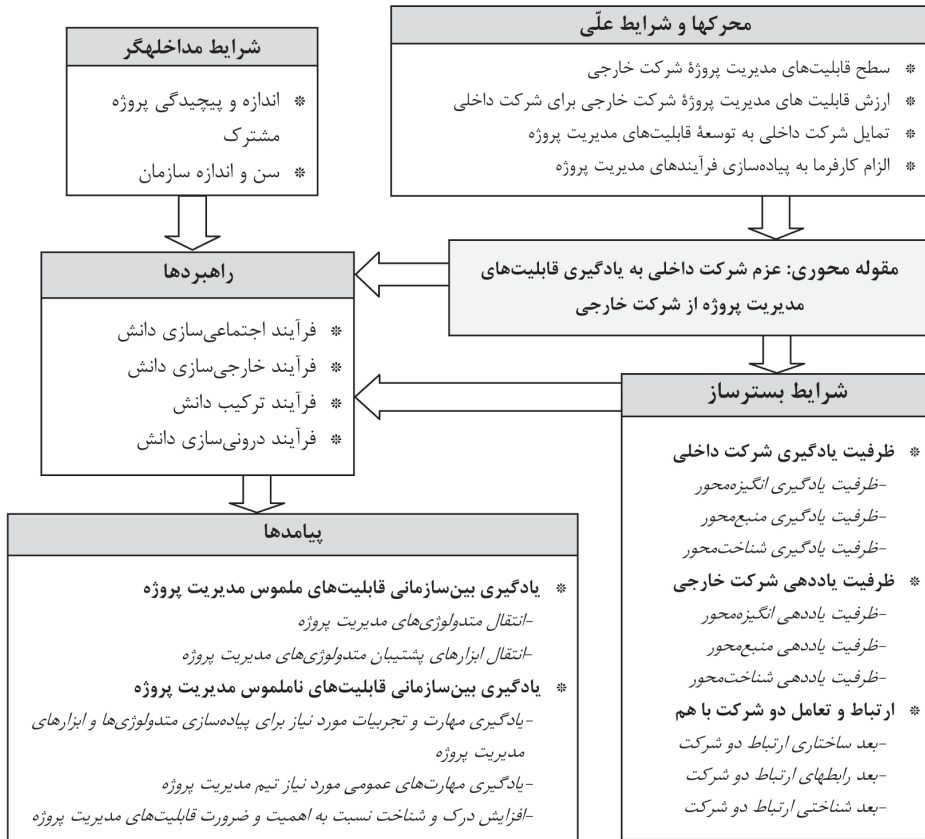 محرکها و شرایط علّی
* سطح قابلیت‌های مدیریت پروژهٔ شرکت خارجی
* ارزش قابلیت های مدیریت پروژهٔ شرکت خارجی برای شرکت داخلی
* تمایل شرکت داخلی به توسعهٔ قابلیت‌های مدیریت پروژه
* الزام کارفرما به پیاده‌سازی فرآیندهای مدیریت پروژه
شرایط مداخلهگر
* اندازه و پیچیدگی پروژه
مشترک
* سن و اندازه سازمان
مقوله محوری: عزم شرکت داخلی به یادگیری قابلیت‌های
مدیریت پروژه از شرکت خارجی
راهبردها
* فرآیند اجتماعی‌سازی دانش
* فرآیند خارجی‌سازی دانش
* فرآیند ترکیب دانش
* فرآیند درونی‌سازی دانش
شرایط بسترساز
* ظرفیت یادگیری شرکت داخلی
-ظرفیت یادگیری انگیزه‌محور
-ظرفیت یادگیری منبع‌محور
-ظرفیت یادگیری شناخت‌محور
* ظرفیت یاددهی شرکت خارجی
-ظرفیت یاددهی انگیزه‌محور
-ظرفیت یاددهی منبع‌محور
-ظرفیت یاددهی شناخت‌محور
* ارتباط و تعامل دو شرکت با هم
-بعد ساختاری ارتباط دو شرکت
-بعد رابطهای ارتباط دو شرکت
-بعد شناختی ارتباط دو شرکت
پیامدها
* یادگیری بین‌سازمانی قابلیت‌های ملموس مدیریت پروژه
-انتقال متدولوژی‌های مدیریت پروژه
-انتقال ابزارهای پشتیبان متدولوژی‌های مدیریت پروژه
* یادگیری بین‌سازمانی قابلیت‌های ناملموس مدیریت پروژه
-یادگیری مهارت و تجربیات مورد نیاز برای پیاده‌سازی متدولوژی‌ها و ابزارهای
مدیریت پروژه
-یادگیری مهارت‌های عمومی مورد نیاز تیم مدیریت پروژه
-افزایش درک و شناخت نسبت به اهمیت و ضرورت قابلیت‌های مدیریت پروژه